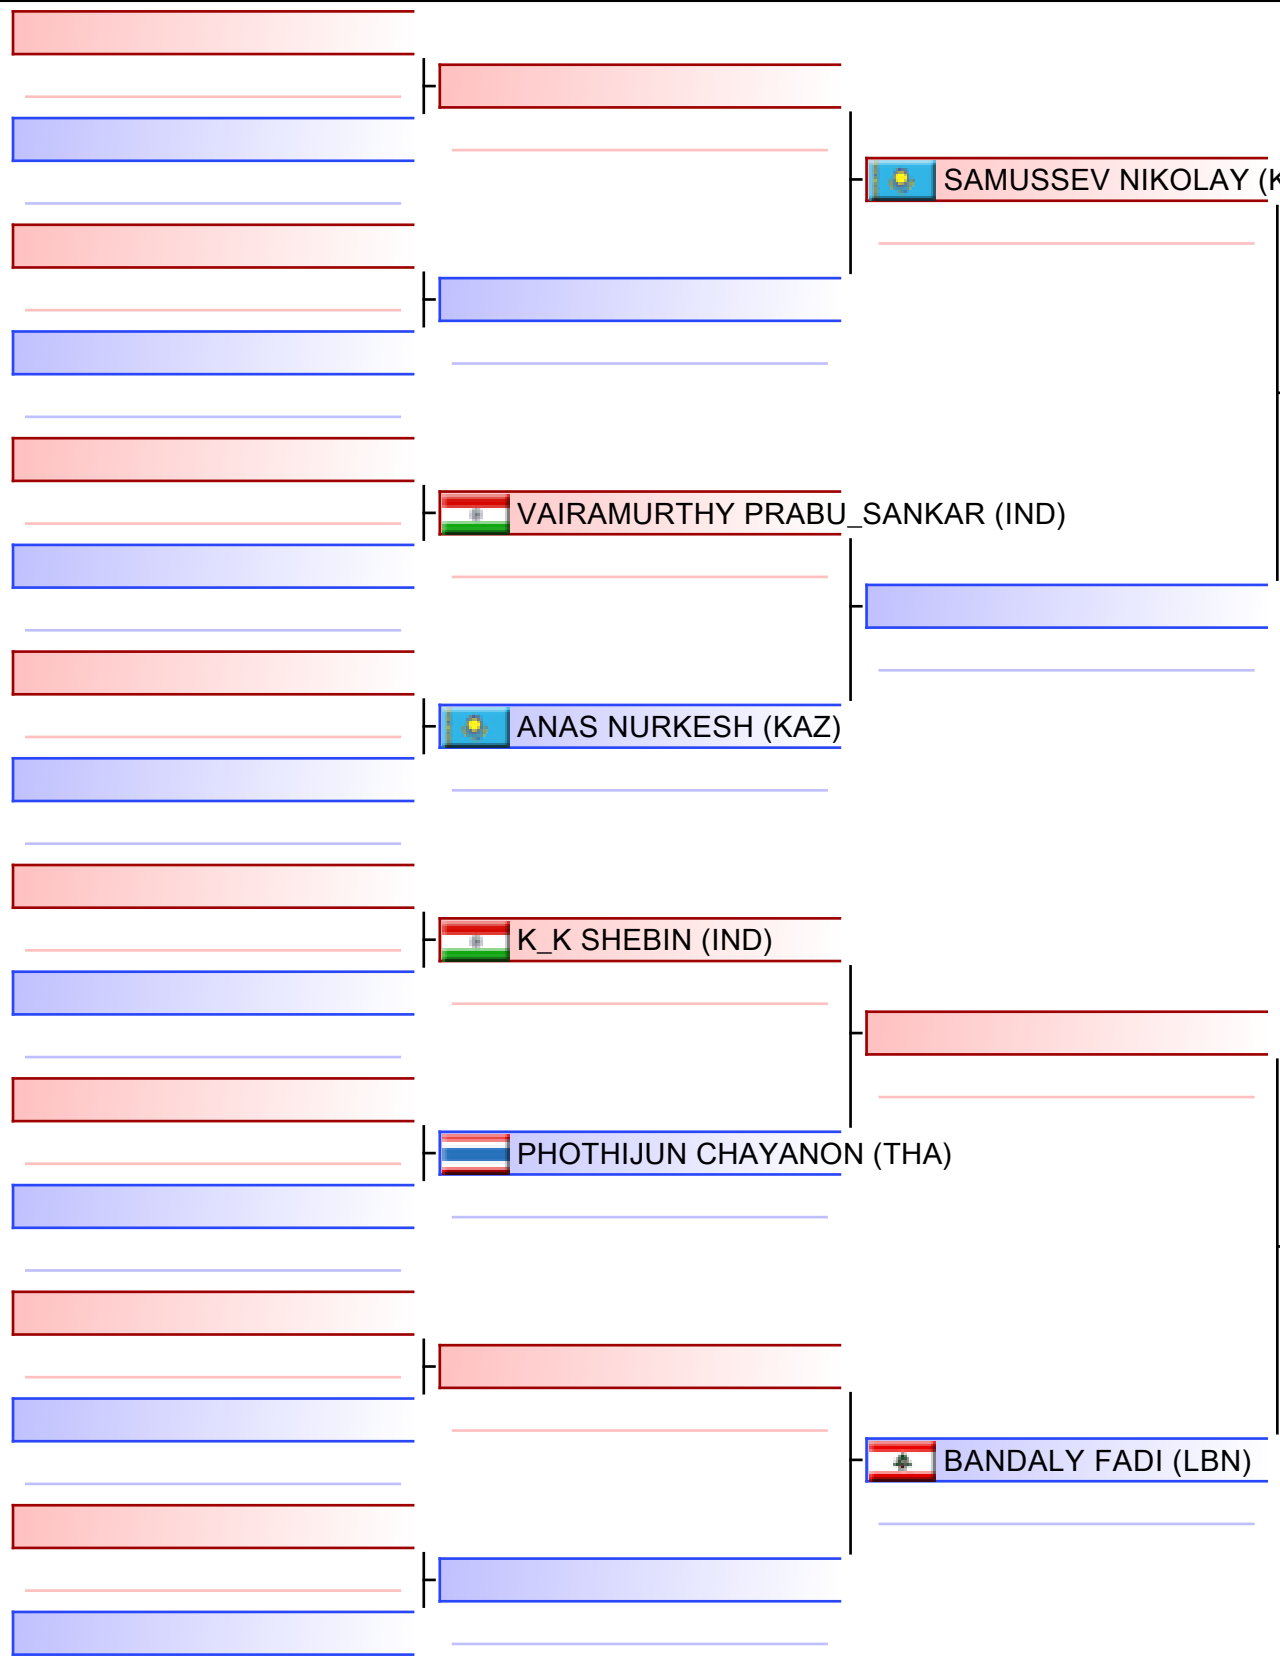 SAMUSSEV NIKOLAY (K
VAIRAMURTHY PRABU_SANKAR (IND)
ANAS NURKESH (KAZ)
K_K SHEBIN (IND)
PHOTHIJUN CHAYANON (THA)
BANDALY FADI (LBN)